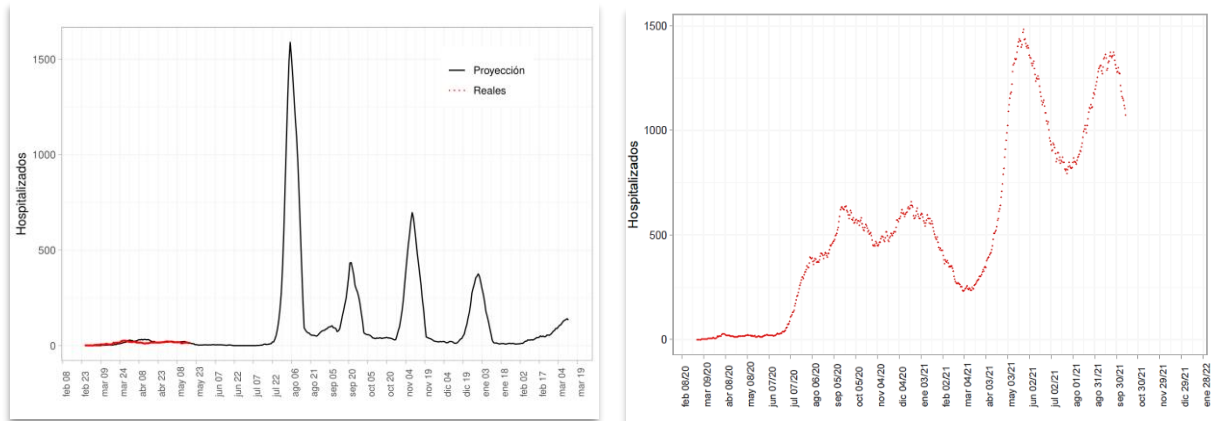 Hospitalizados
1500
1000
500
0
Proyección
Reales
feb 08
feb 23
mar 09
mar 24
abr 08
abr 23
may 08
may 23
jun 07
jun 22
jul 07
jul 22
ago 06
ago 21
sep 05
sep 20
oct 05
oct 20
nov 04
nov 19
dic 04
dic 19
ene 03
ene 18
feb 02
feb 17
mar 04
mar 19
Hospitalizados
1500
1000
500
0
feb 08/20
mar 09/20
abr 08/20
may 08/20
jun 07/20
jul 07/20
ago 06/20
sep 05/20
oct 05/20
nov 04/20
dic 04/20
ene 03/21
feb 02/21
mar 04/21
abr 03/21
may 03/21
jun 02/21
jul 02/21
ago 01/21
ago 31/21
sep 30/21
oct 30/21
nov 29/21
dic 29/21
ene 28/22